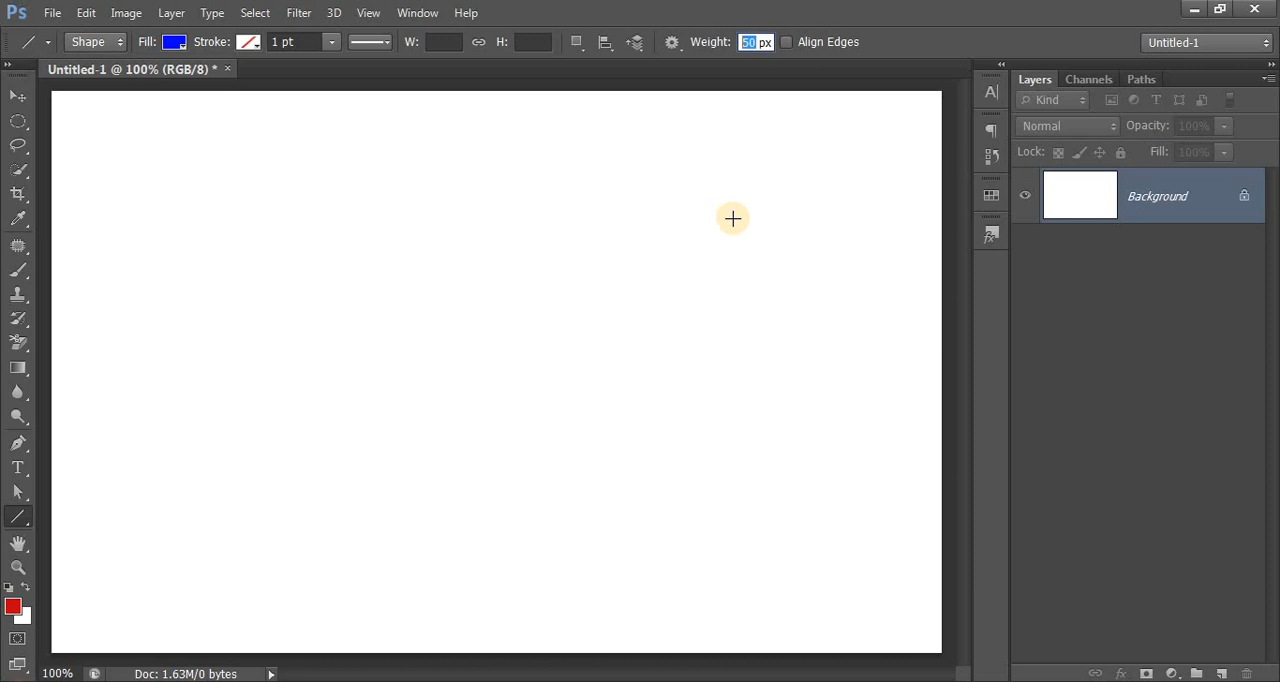 Ps File Edit Image Layer Type Select Filter 3D View Window Help
Shape Fill: Stroke: 1 pt W: H: Weight: 50 px Align Edges Untitled-1
Untitled-1 @ 100% (RGB/8) * ×
Layers Channels Paths
Kind
Normal Opacity: 100%
Lock: Fill: 100%
Background
100% Doc: 1.63M/0 bytes